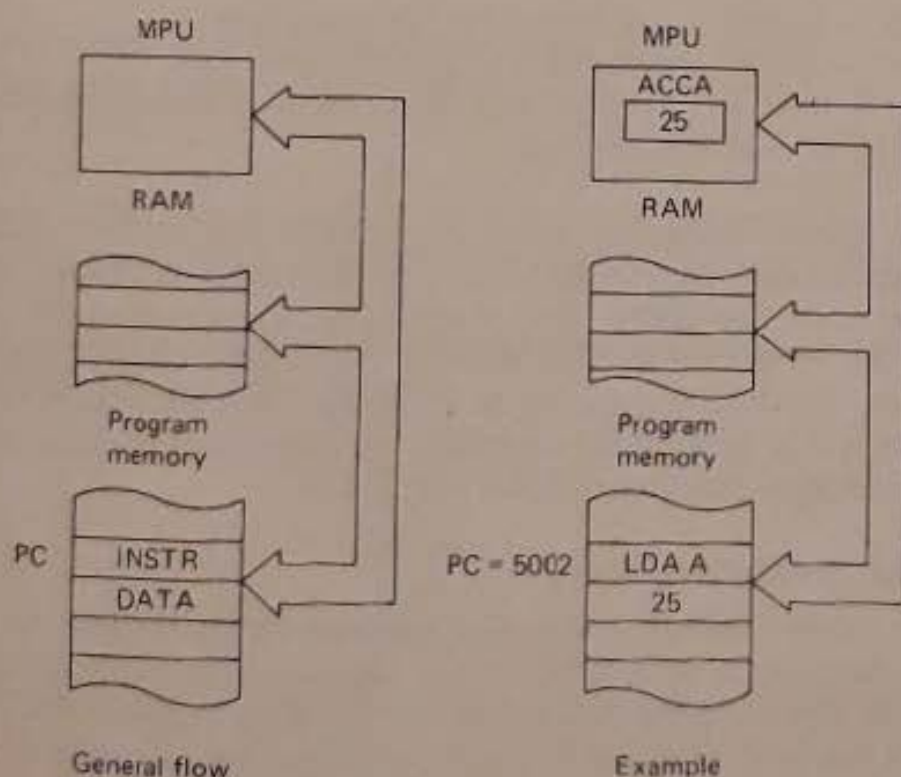 MPU
RAM
Program
memory
PC
INSTR
DATA
General flow
MPU
ACCA
25
RAM
Program
memory
PC = 5002
LDA A
25
Example